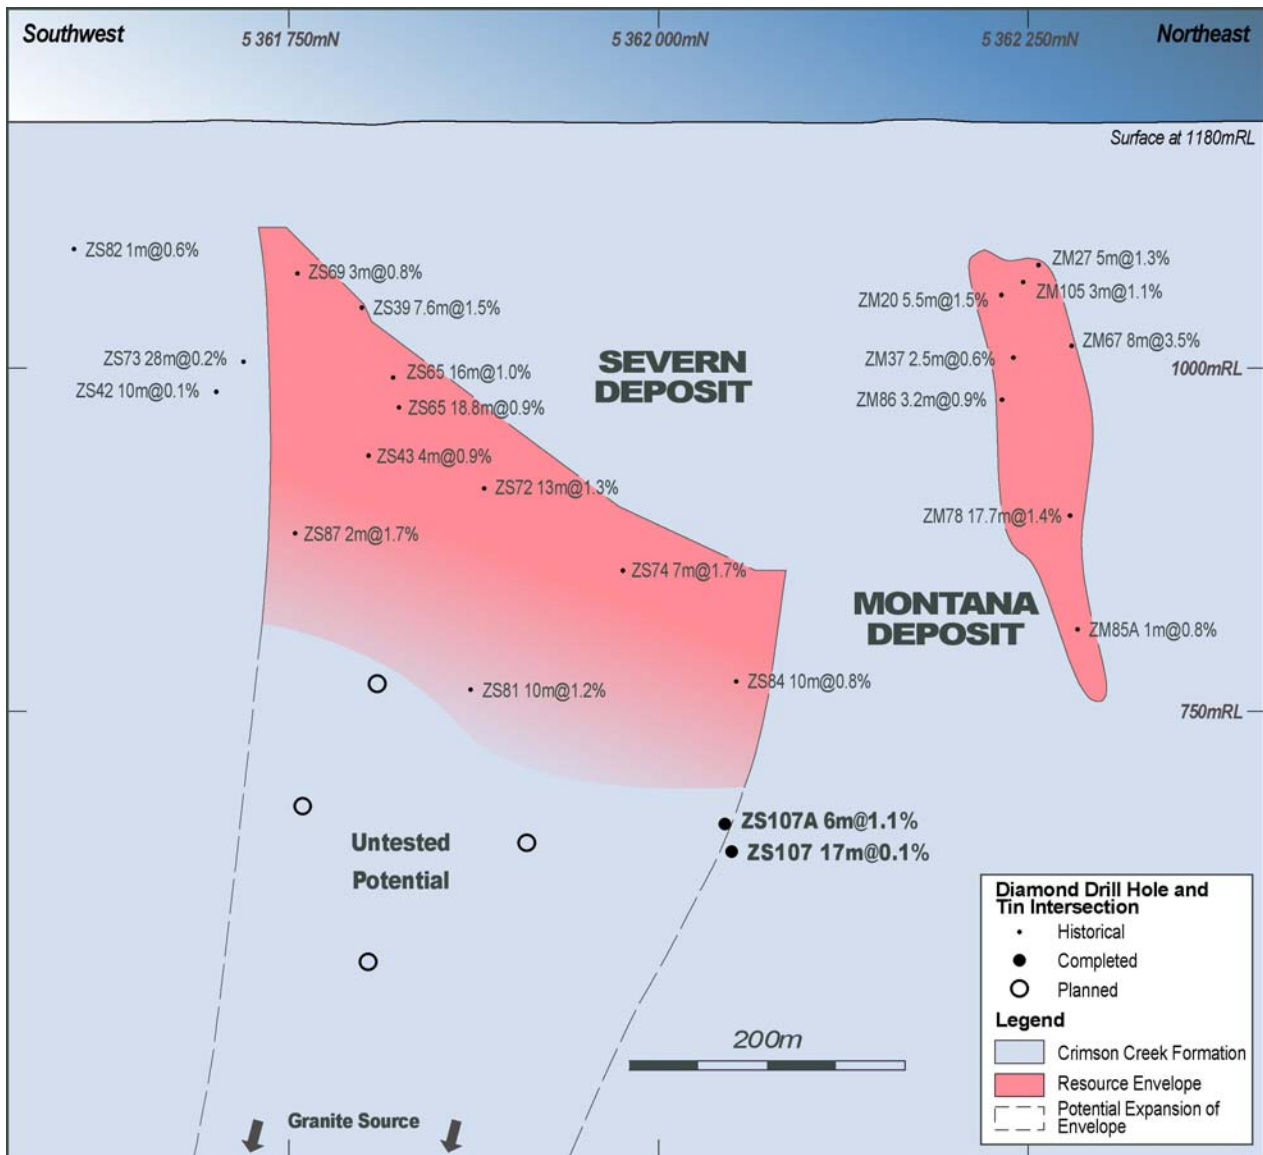 Southwest
5 361 750mN
5 362 000mN
5 362 250mN
Northeast
Surface at 1180mRL
ZS82 1m@0.6%
ZS69 3m@0.8%
ZS39 7.6m@1.5%
ZS73 28m@0.2%
ZS42 10m@0.1%
ZS65 16m@1.0%
ZS65 18.8m@0.9%
ZS43 4m@0.9%
ZS72 13m@1.3%
ZS87 2m@1.7%
ZS74 7m@1.7%
ZS81 10m@1.2%
ZS84 10m@0.8%
SEVERN
DEPOSIT
ZM27 5m@1.3%
ZM105 3m@1.1%
ZM20 5.5m@1.5%
ZM67 8m@3.5%
ZM37 2.5m@0.6%
1000mRL
ZM86 3.2m@0.9%
ZM78 17.7m@1.4%
MONTANA
DEPOSIT
ZM85A 1m@0.8%
750mRL
ZS107A 6m@1.1%
ZS107 17m@0.1%
Untested
Potential
200m
Granite Source
Diamond Drill Hole and
Tin Intersection
Historical
Completed
Planned
Legend
Crimson Creek Formation
Resource Envelope
Potential Expansion of
Envelope